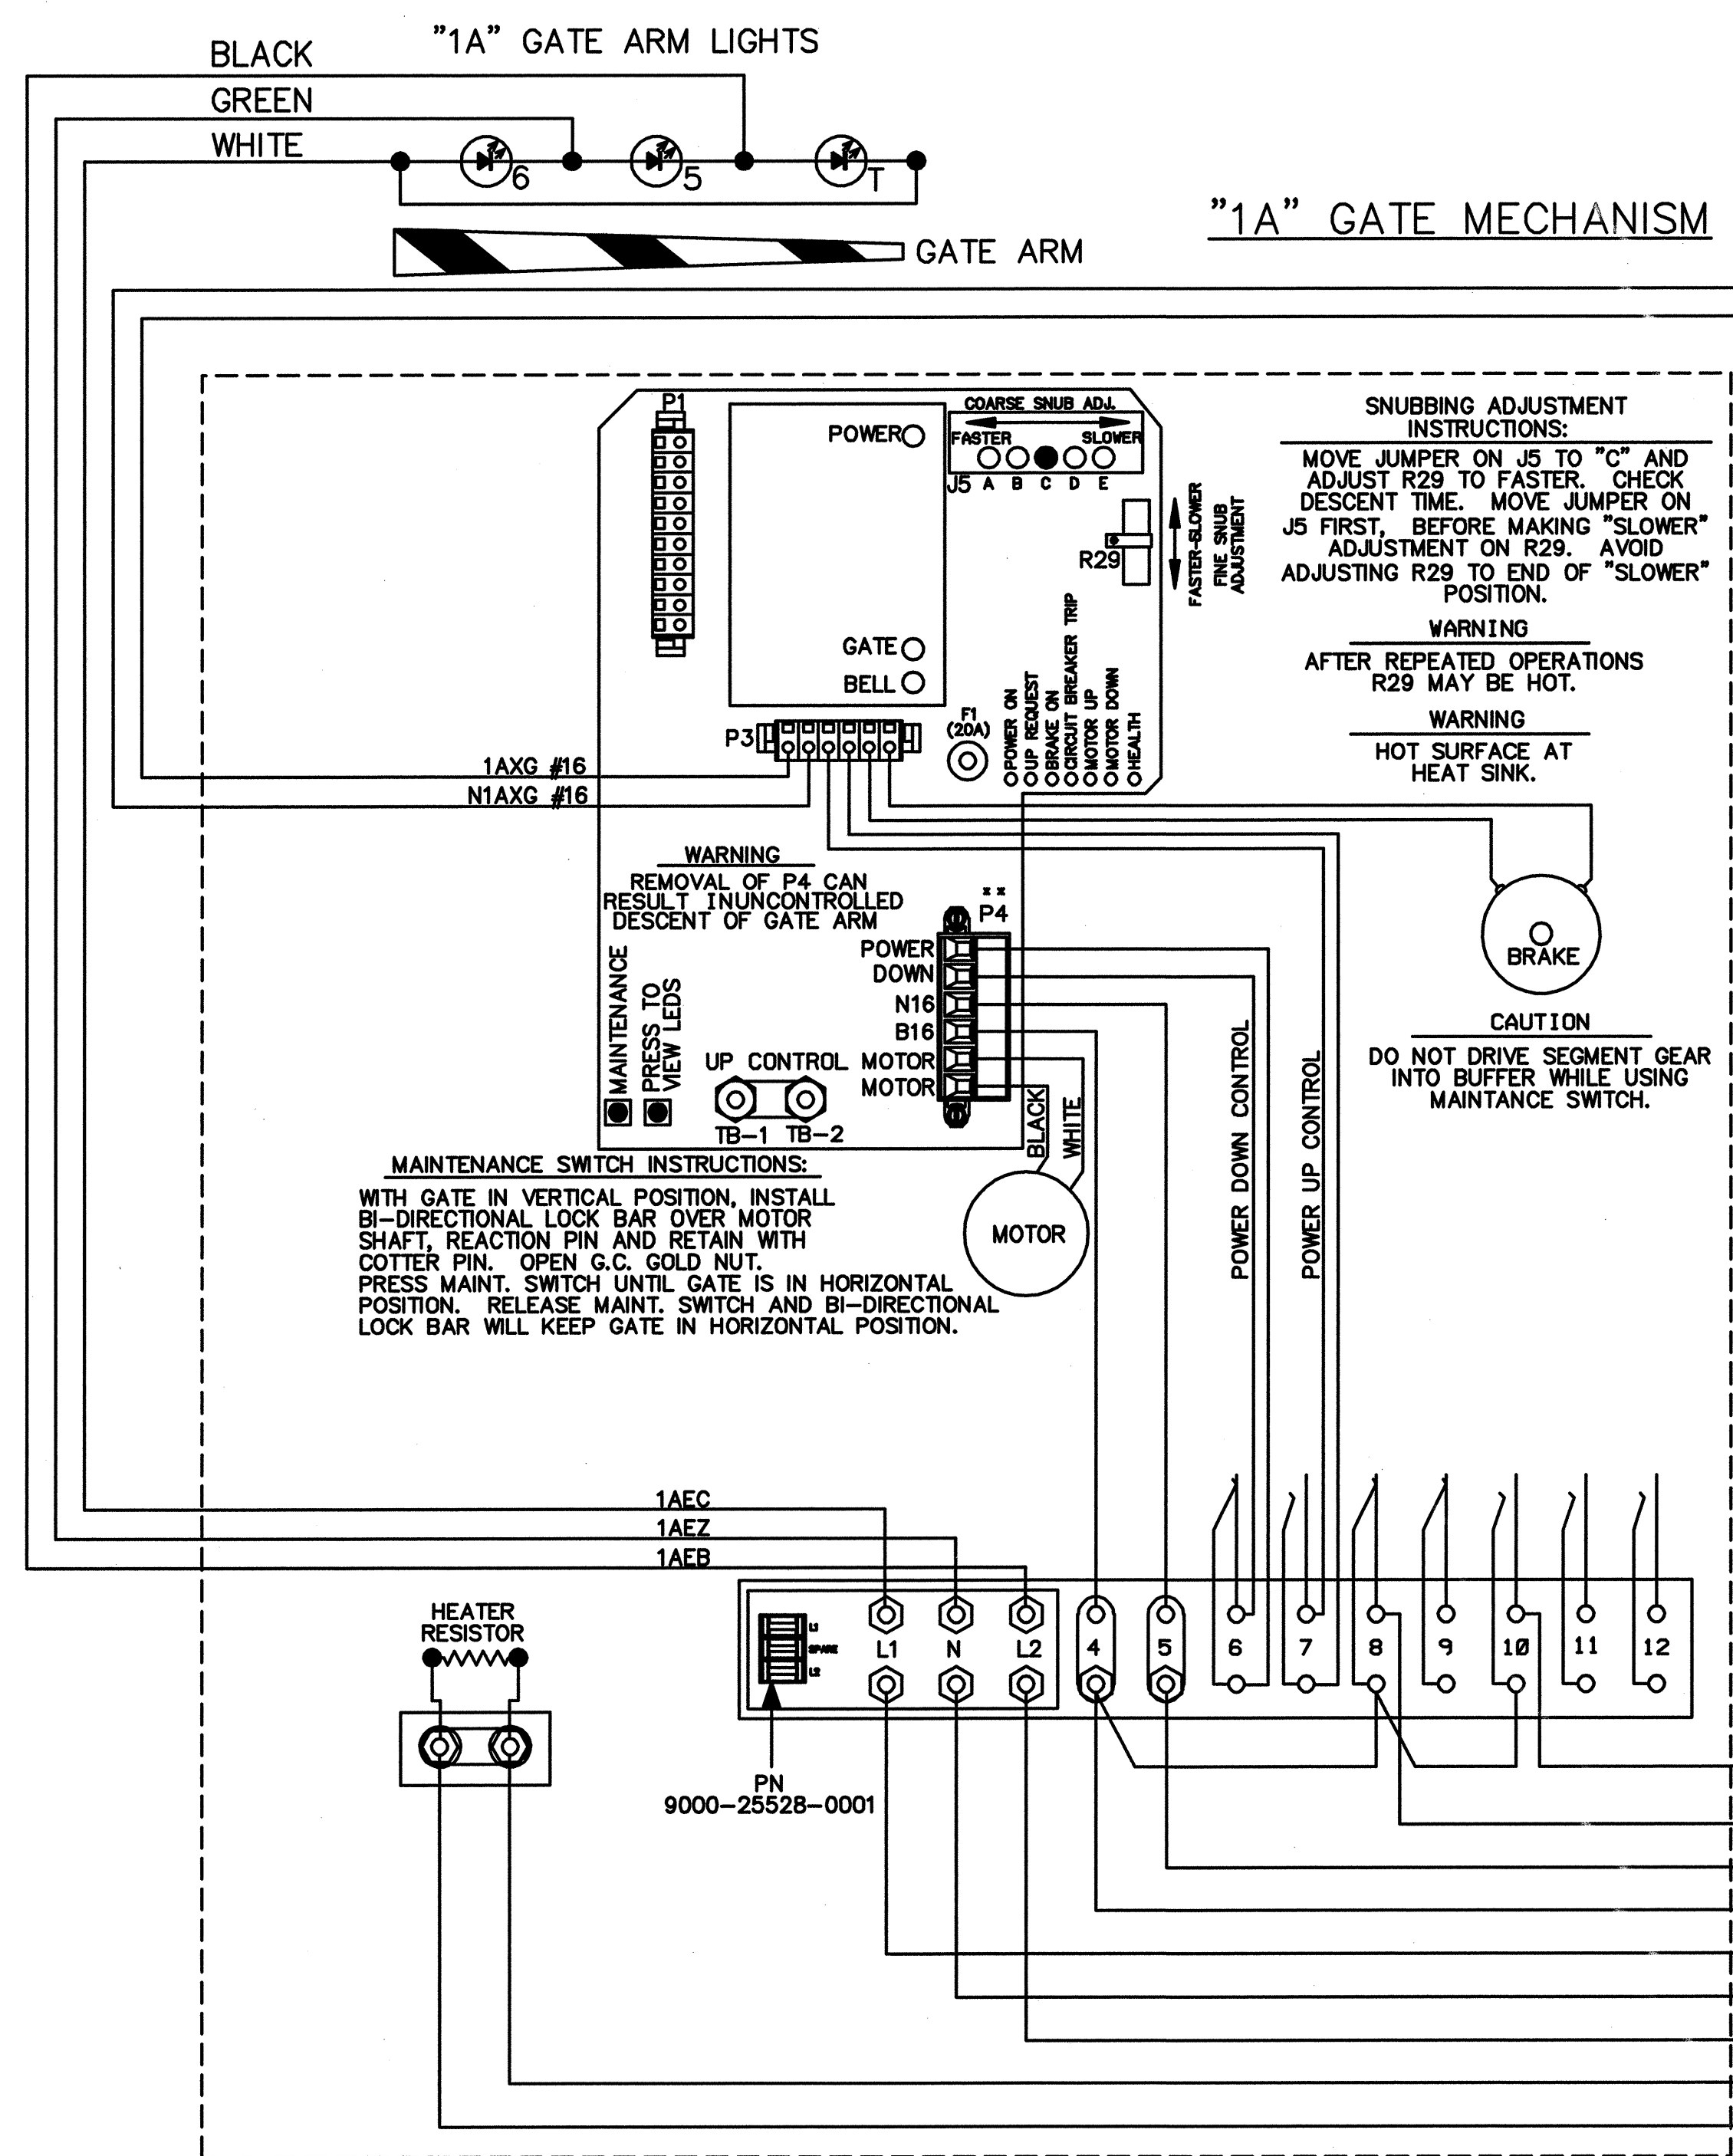 "1A" GATE ARM LIGHTS
BLACK
GREEN
WHITE
6
5
T
GATE ARM
"1A" GATE MECHANISM
P1
POWER
COARSE SNUB ADJ.
FASTER
SLOWER
J5 A B C D E
R29
FASTER-SLOWER
FINE SNUB
ADJUSTMENT
SNUBBING ADJUSTMENT
INSTRUCTIONS:
MOVE JUMPER ON J5 TO "C" AND
ADJUST R29 TO FASTER. CHECK
DESCENT TIME. MOVE JUMPER ON
J5 FIRST, BEFORE MAKING "SLOWER"
ADJUSTMENT ON R29. AVOID
ADJUSTING R29 TO END OF "SLOWER"
POSITION.
WARNING
AFTER REPEATED OPERATIONS
R29 MAY BE HOT.
WARNING
HOT SURFACE AT
HEAT SINK.
GATE
BELL
P3
F1
(20A)
POWER ON
UP REQUEST
BRAKE ON
CIRCUIT BREAKER TRIP
MOTOR UP
MOTOR DOWN
HEALTH
1AXG #16
N1AXG #16
WARNING
REMOVAL OF P4 CAN
RESULT INUNCONTROLLED
DESCENT OF GATE ARM
**
P4
POWER
DOWN
N16
B16
MOTOR
MOTOR
MAINTENANCE
PRESS TO
VIEW LEDS
UP CONTROL
TB-1 TB-2
BLACK
WHITE
MOTOR
BRAKE
CAUTION
DO NOT DRIVE SEGMENT GEAR
INTO BUFFER WHILE USING
MAINTANCE SWITCH.
POWER DOWN CONTROL
POWER UP CONTROL
MAINTENANCE SWITCH INSTRUCTIONS:
WITH GATE IN VERTICAL POSITION, INSTALL
BI-DIRECTIONAL LOCK BAR OVER MOTOR
SHAFT, REACTION PIN AND RETAIN WITH
COTTER PIN. OPEN G.C. GOLD NUT.
PRESS MAINT. SWITCH UNTIL GATE IS IN HORIZONTAL
POSITION. RELEASE MAINT. SWITCH AND BI-DIRECTIONAL
LOCK BAR WILL KEEP GATE IN HORIZONTAL POSITION.
1AEC
1AEZ
1AEB
HEATER
RESISTOR
L1
SPARE
L2
L1 N L2 4 5 6 7 8 9 10 11 12
PN
9000-25528-0001